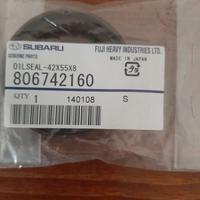 SUBARU
FUJI HEAVY INDUSTRIES LTD.
GENUINE PARTS
MADE IN JAPAN
OILSEAL-42X55X8
806742160
QTY 1 140108 S